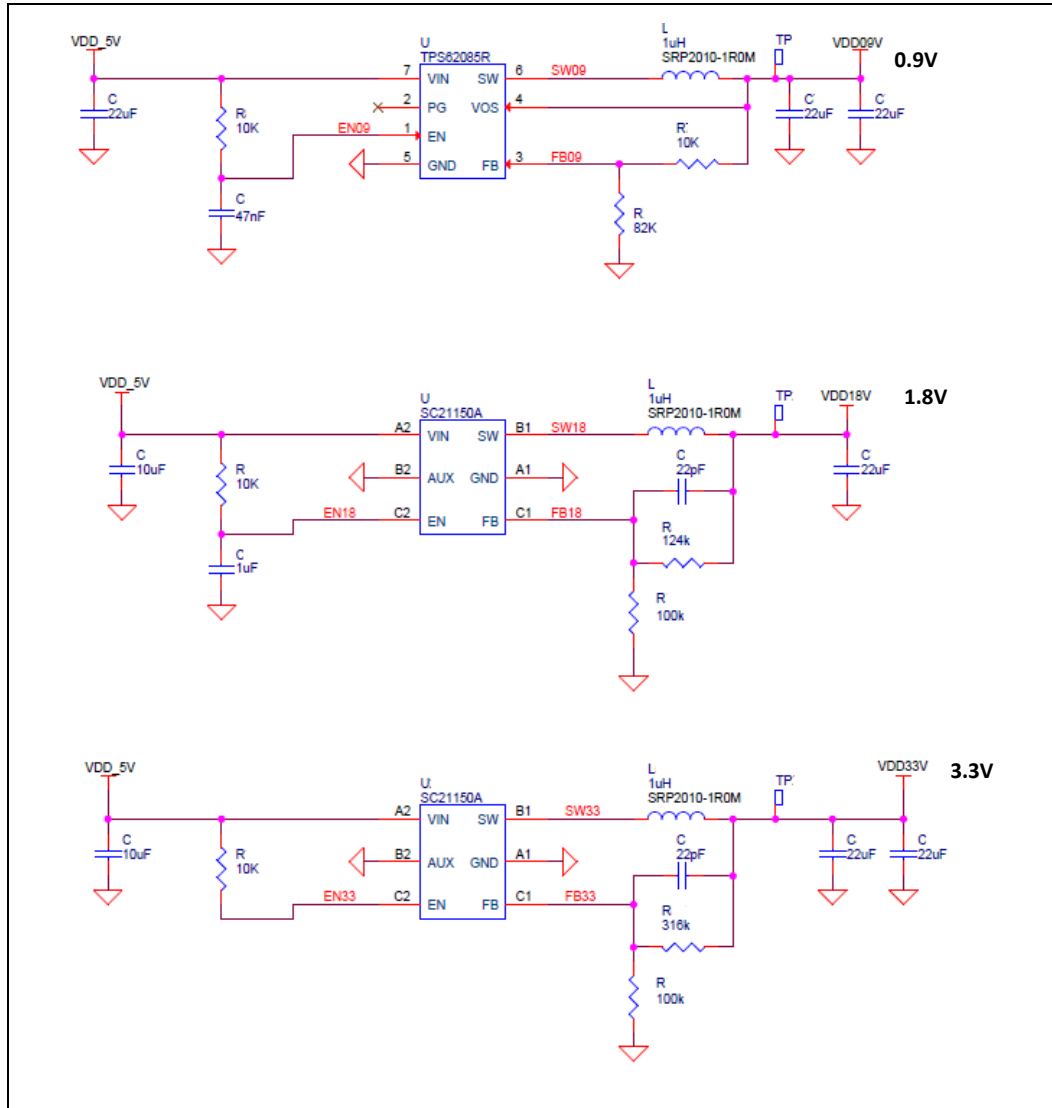 VDD_5V
C
22uF
R
10K
C
47nF
EN09
U
TPS62085R
7 VIN SW 6
2 PG VOS 4
1 EN
5 GND FB 3
SW09
FB09
L
1uH
SRP2010-1R0M
R
10K
R
82K
TP
C
22uF
VDD09V
C
22uF
0.9V
VDD_5V
C
10uF
R
10K
C
1uF
EN18
U
SC21150A
A2 VIN SW B1
B2 AUX GND A1
C2 EN FB C1
SW18
FB18
L
1uH
SRP2010-1R0M
C
22pF
R
124k
R
100k
TP
VDD18V
C
22uF
1.8V
VDD_5V
C
10uF
R
10K
EN33
U
SC21150A
A2 VIN SW B1
B2 AUX GND A1
C2 EN FB C1
SW33
FB33
L
1uH
SRP2010-1R0M
C
22pF
R
316k
R
100k
TP
C
22uF
VDD33V
C
22uF
3.3V